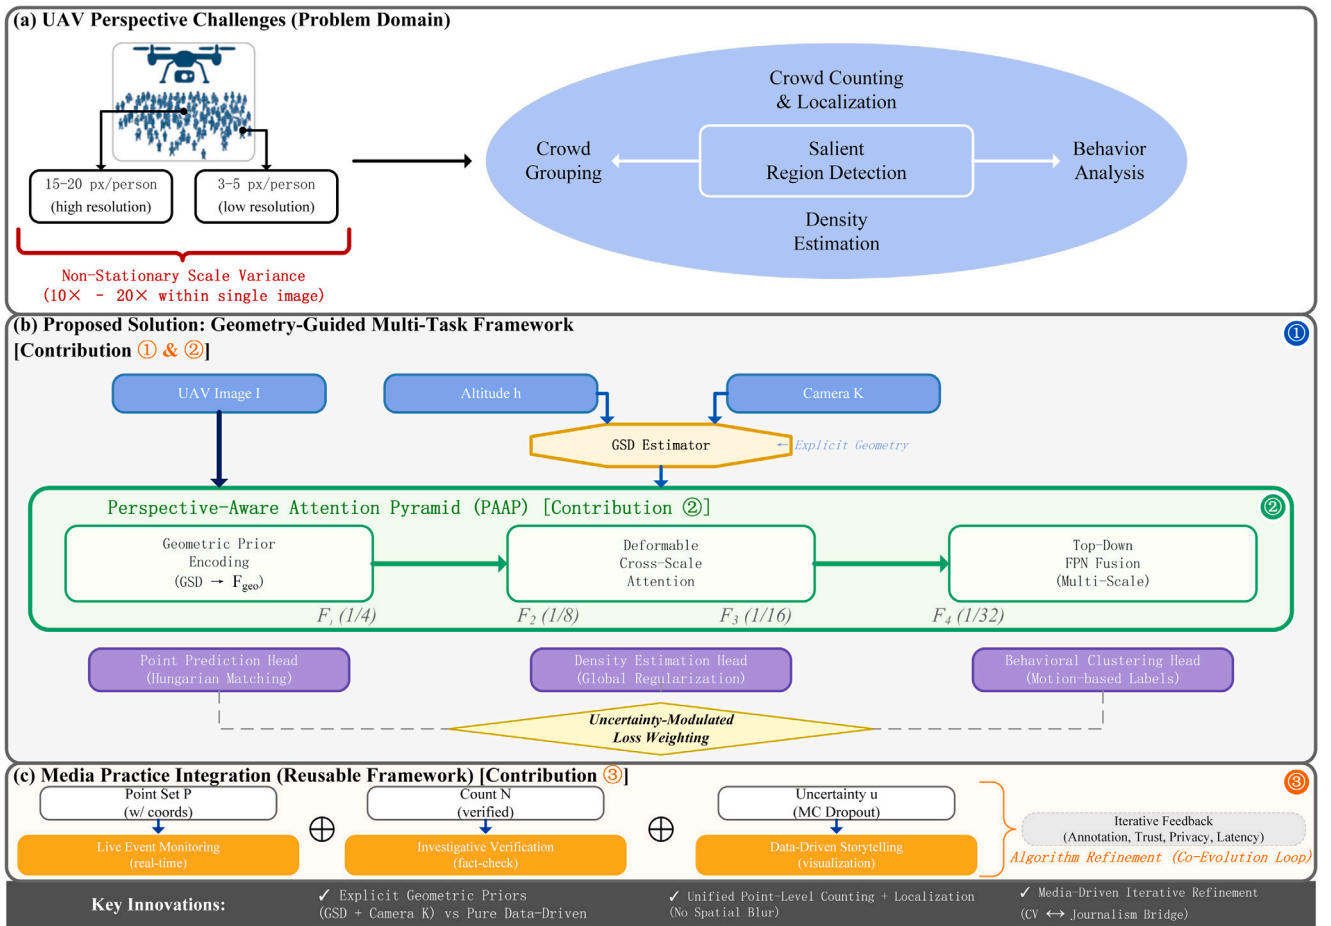 (a) UAV Perspective Challenges (Problem Domain)
15-20 px/person
(high resolution)
3-5 px/person
(low resolution)
Non-Stationary Scale Variance
(10× - 20× within single image)
Crowd Counting
& Localization
Crowd
Grouping
Salient
Region Detection
Behavior
Analysis
Density
Estimation
(b) Proposed Solution: Geometry-Guided Multi-Task Framework
[Contribution ① & ②]
①
UAV Image I
Altitude h
Camera K
GSD Estimator
← Explicit Geometry
Perspective-Aware Attention Pyramid (PAAP) [Contribution ②]
②
Geometric Prior
Encoding
(GSD → Fgeo)
Deformable
Cross-Scale
Attention
Top-Down
FPN Fusion
(Multi-Scale)
F₁ (1/4)
F₂ (1/8)
F₃ (1/16)
F₄ (1/32)
Point Prediction Head
(Hungarian Matching)
Density Estimation Head
(Global Regularization)
Behavioral Clustering Head
(Motion-based Labels)
Uncertainty-Modulated
Loss Weighting
(c) Media Practice Integration (Reusable Framework) [Contribution ③]
③
Point Set P
(w/ coords)
Count N
(verified)
Uncertainty u
(MC Dropout)
Live Event Monitoring
(real-time)
Investigative Verification
(fact-check)
Data-Driven Storytelling
(visualization)
Iterative Feedback
(Annotation, Trust, Privacy, Latency)
Algorithm Refinement (Co-Evolution Loop)
Key Innovations:
✓ Explicit Geometric Priors
(GSD + Camera K) vs Pure Data-Driven
✓ Unified Point-Level Counting + Localization
(No Spatial Blur)
✓ Media-Driven Iterative Refinement
(CV ↔ Journalism Bridge)